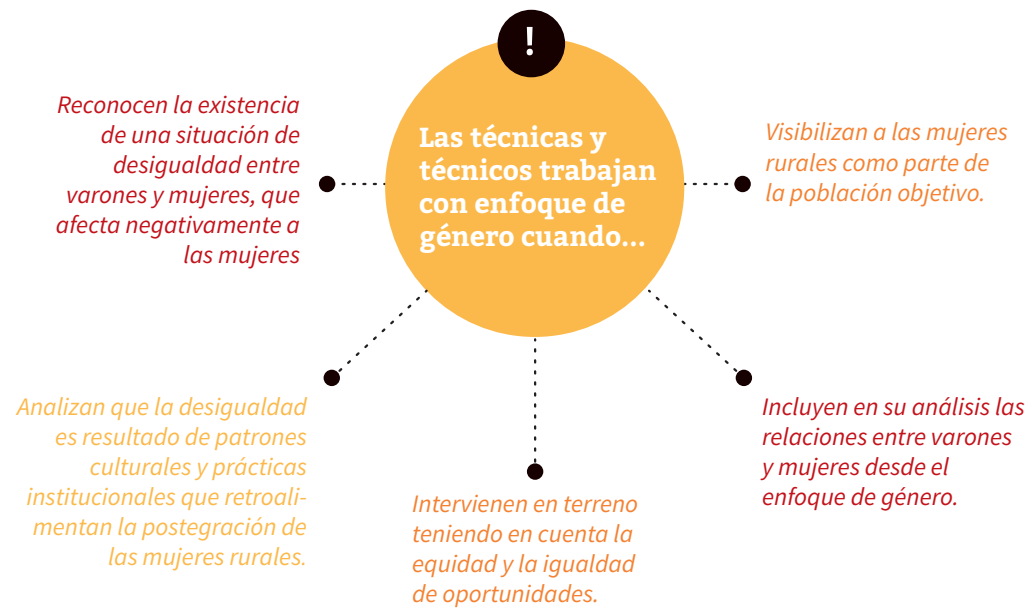 !
Las técnicas y
técnicos trabajan
con enfoque de
género cuando...
Reconocen la existencia
de una situación de
desigualdad entre
varones y mujeres, que
afecta negativamente a
las mujeres
Visibilizan a las mujeres
rurales como parte de
la población objetivo.
Analizan que la desigualdad
es resultado de patrones
culturales y prácticas
institucionales que retroali-
mentan la postegración de
las mujeres rurales.
Intervienen en terreno
teniendo en cuenta la
equidad y la igualdad
de oportunidades.
Incluyen en su análisis las
relaciones entre varones
y mujeres desde el
enfoque de género.